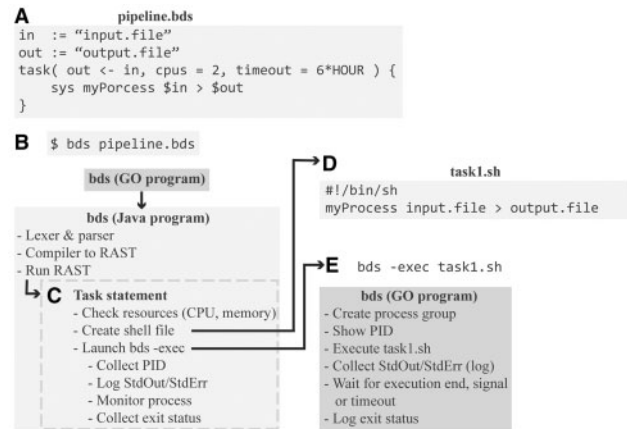 A
pipeline.bds
in := “input.file”
out := “output.file”
task( out <- in, cpus = 2, timeout = 6*HOUR ) {
sys myPorcess $in > $out
}
B
$ bds pipeline.bds
bds (GO program)
bds (Java program)
- Lexer & parser
- Compiler to RAST
- Run RAST
C Task statement
- Check resources (CPU, memory)
- Create shell file
- Launch bds -exec
- Collect PID
- Log StdOut/StdErr
- Monitor process
- Collect exit status
D
task1.sh
#!/bin/sh
myProcess input.file > output.file
E bds -exec task1.sh
bds (GO program)
- Create process group
- Show PID
- Execute task1.sh
- Collect StdOut/StdErr (log)
- Wait for execution end, signal
or timeout
- Log exit status